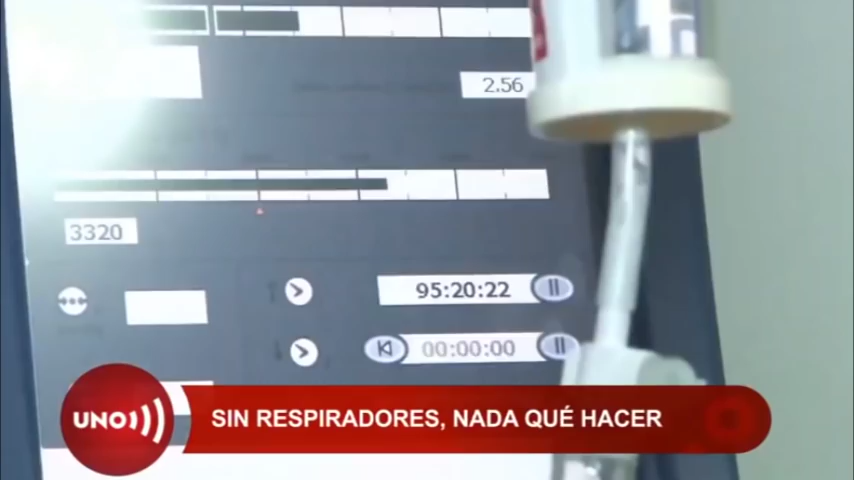 2.56
3320
95:20:22
00:00:00
UNO
SIN RESPIRADORES, NADA QUÉ HACER